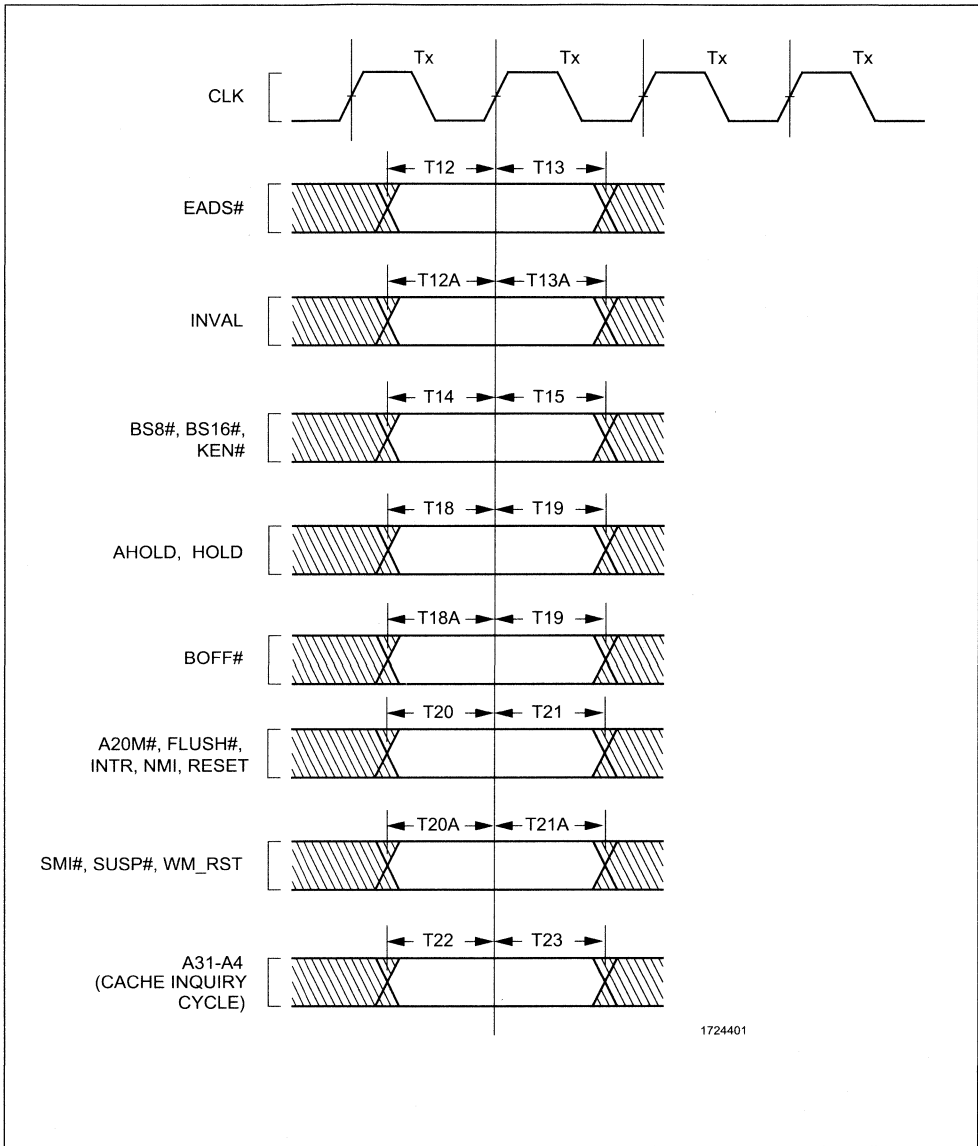 Tx Tx Tx Tx
CLK
T12 T13
EADS#
T12A T13A
INVAL
T14 T15
BS8#, BS16#,
KEN#
T18 T19
AHOLD, HOLD
T18A T19
BOFF#
T20 T21
A20M#, FLUSH#,
INTR, NMI, RESET
T20A T21A
SMI#, SUSP#, WM_RST
T22 T23
A31-A4
(CACHE INQUIRY
CYCLE)
1724401